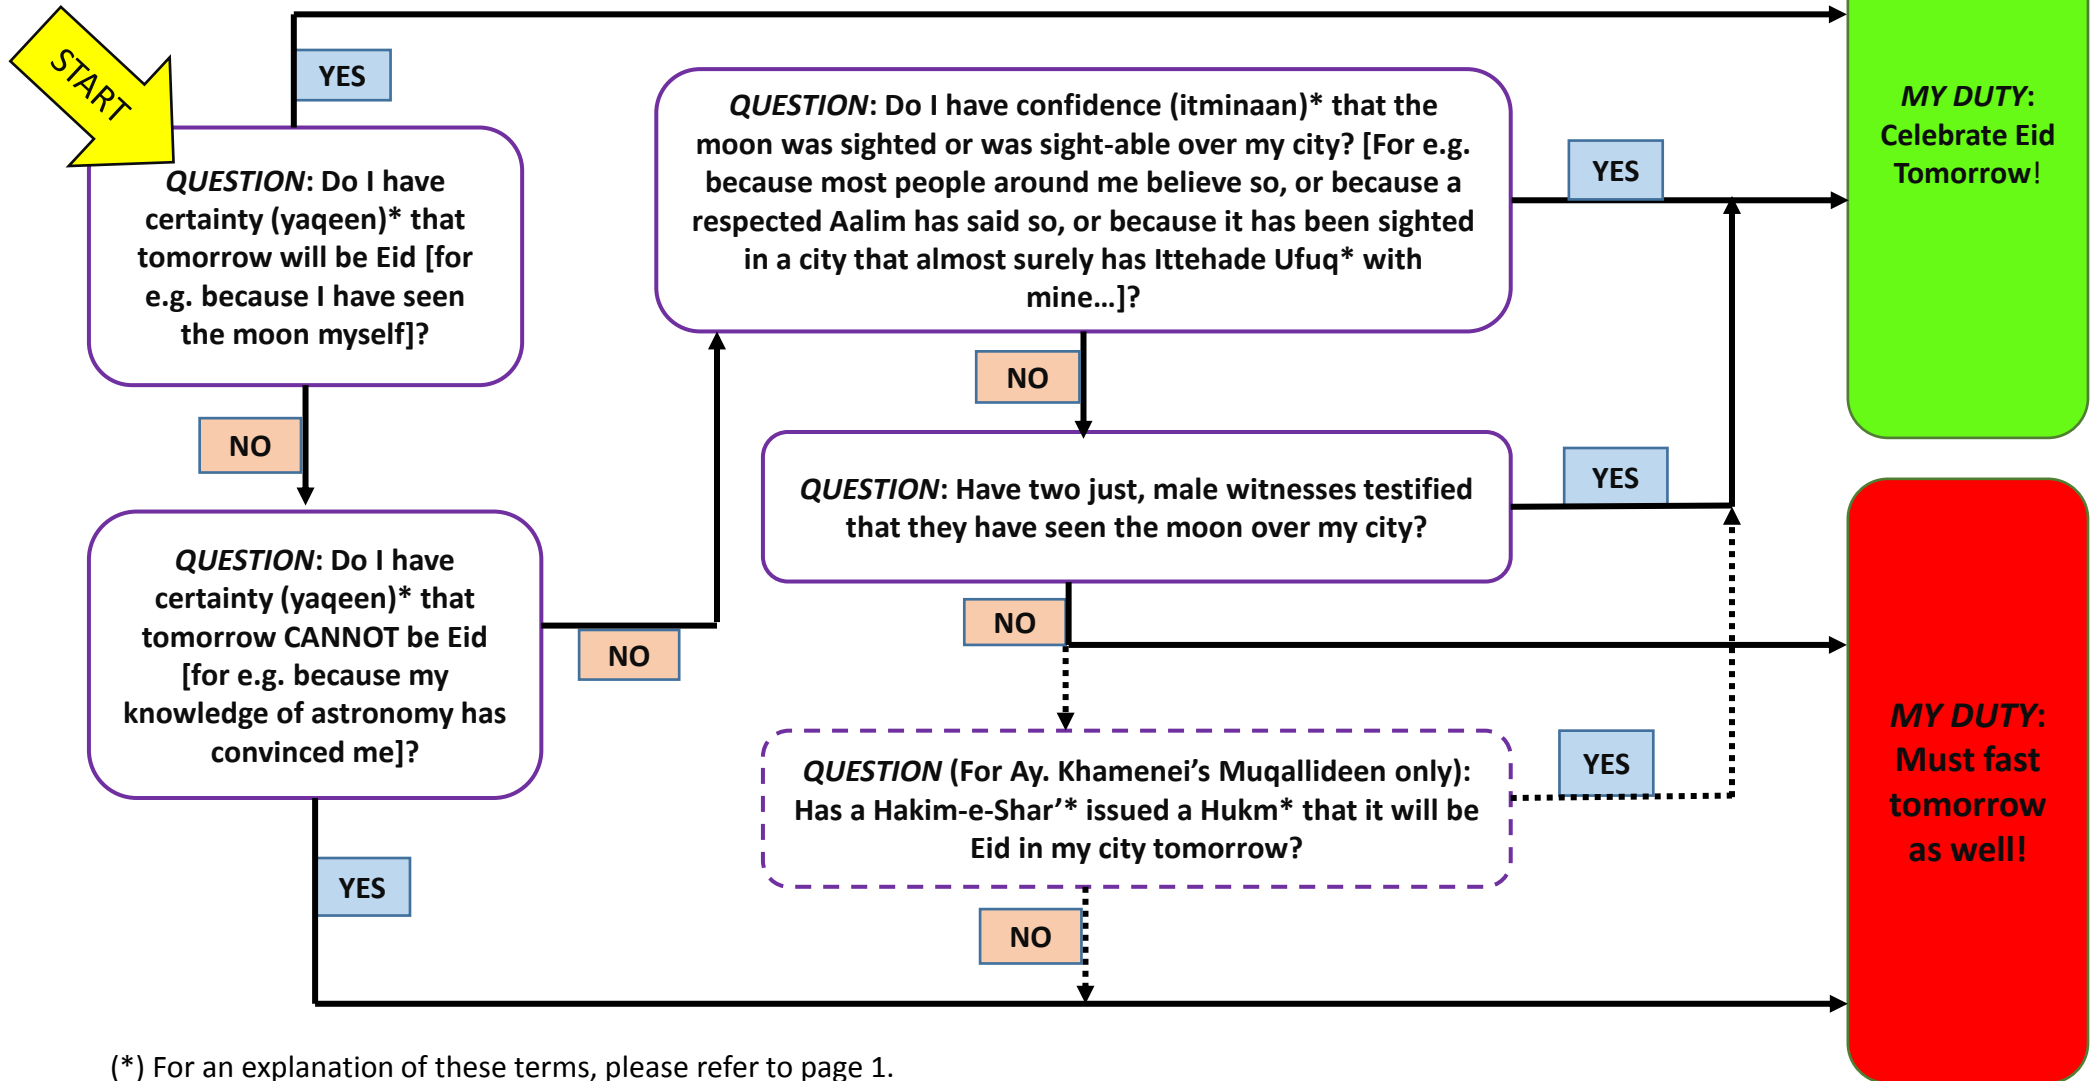 START
YES
QUESTION: Do I have
certainty (yaqeen)* that
tomorrow will be Eid [for
e.g. because I have seen
the moon myself]?
NO
QUESTION: Do I have
certainty (yaqeen)* that
tomorrow CANNOT be Eid
[for e.g. because my
knowledge of astronomy has
convinced me]?
NO
YES
QUESTION: Do I have confidence (itminaan)* that the
moon was sighted or was sight-able over my city? [For e.g.
because most people around me believe so, or because a
respected Aalim has said so, or because it has been sighted
in a city that almost surely has Ittehade Ufuq* with
mine...]?
YES
NO
QUESTION: Have two just, male witnesses testified
that they have seen the moon over my city?
YES
NO
QUESTION (For Ay. Khamenei’s Muqallideen only):
Has a Hakim-e-Shar’* issued a Hukm* that it will be
Eid in my city tomorrow?
YES
NO
MY DUTY:
Celebrate Eid
Tomorrow!
MY DUTY:
Must fast
tomorrow
as well!
(*) For an explanation of these terms, please refer to page 1.